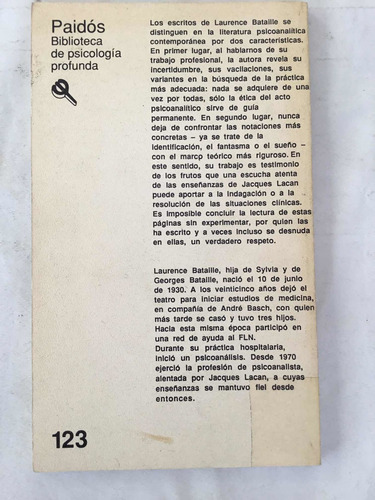 Paidós
Biblioteca
de psicología
profunda
Los escritos de Laurence Bataille se
distinguen en la literatura psicoanalítica
contemporánea por dos características.
En primer lugar, al hablarnos de su
trabajo profesional, la autora revela su
incertidumbre, sus vacilaciones, sus
variantes en la búsqueda de la práctica
más adecuada: nada se adquiere de una
vez por todas, sólo la ética del acto
psicoanalítico sirve de guía
permanente. En segundo lugar, nunca
deja de confrontar las notaciones más
concretas – ya se trate de la
identificación, el fantasma o el sueño –
con el marcp teórico más riguroso. En
este sentido, su trabajo es testimonio
de los frutos que una escucha atenta
de las enseñanzas de Jacques Lacan
puede aportar a la indagación o a la
resolución de las situaciones clínicas.
Es imposible concluir la lectura de estas
páginas sin experimentar, por quien las
ha escrito y a veces incluso se desnuda
en ellas, un verdadero respeto.
Laurence Bataille, hija de Sylvia y de
Georges Bataille, nació el 10 de junio
de 1930. A los veinticinco años dejó el
teatro para iniciar estudios de medicina,
en compañía de André Basch, con quien
más tarde se casó y tuvo tres hijos.
Hacia esta misma época participó en
una red de ayuda al FLN.
Durante su práctica hospitalaria,
inició un psicoanálisis. Desde 1970
ejerció la profesión de psicoanalista,
alentada por Jacques Lacan, a cuyas
enseñanzas se mantuvo fiel desde
entonces.
123